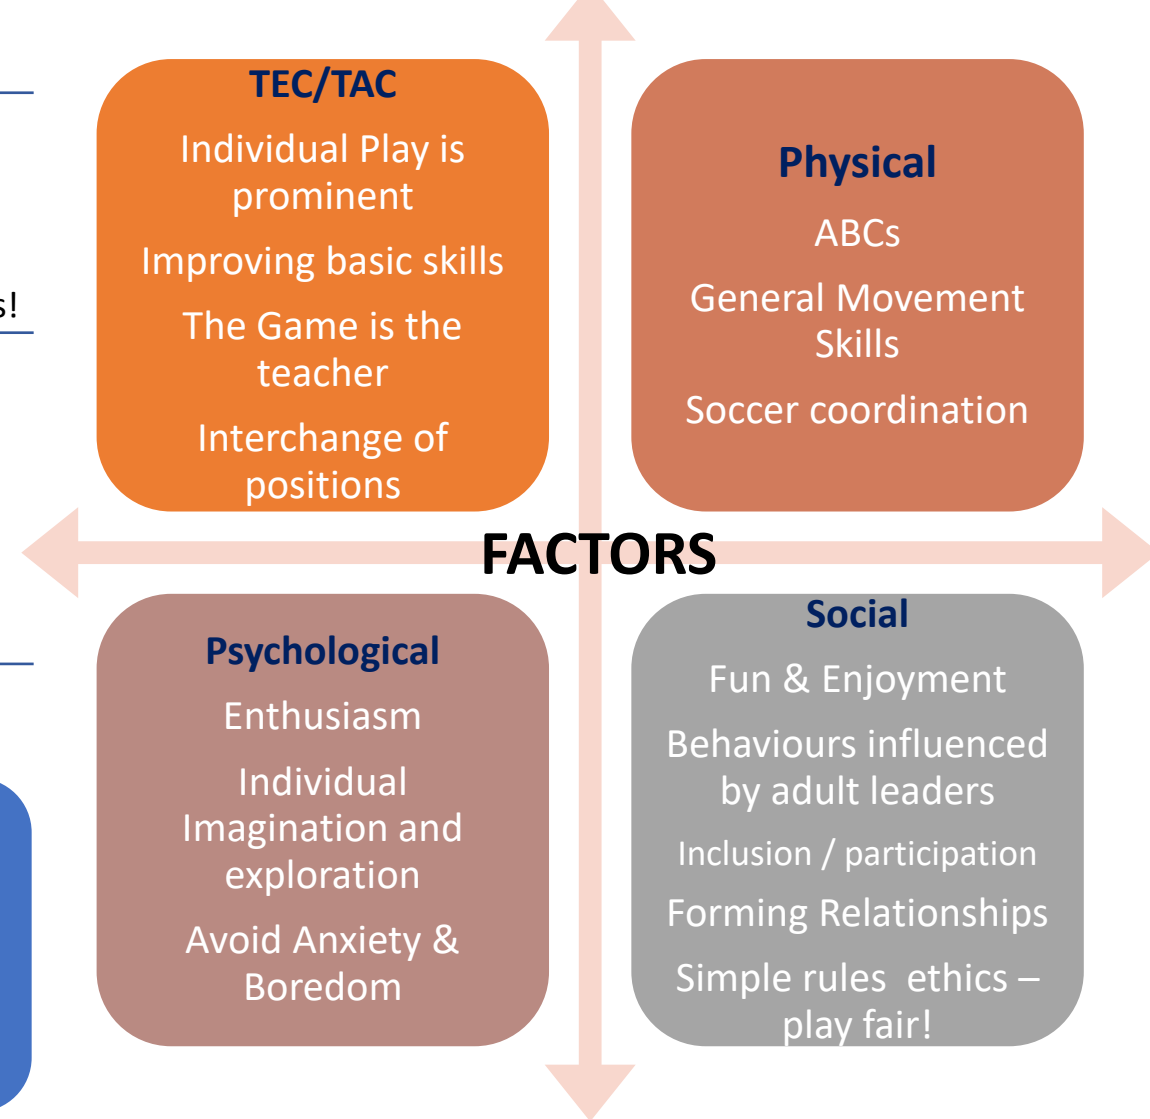 s!
TEC/TAC
Individual Play is
prominent
Improving basic skills
The Game is the
teacher
Interchange of
positions
Physical
ABCs
General Movement
Skills
Soccer coordination
FACTORS
Psychological
Enthusiasm
Individual
Imagination and
exploration
Avoid Anxiety &
Boredom
Social
Fun & Enjoyment
Behaviours influenced
by adult leaders
Inclusion / participation
Forming Relationships
Simple rules  ethics –
play fair!